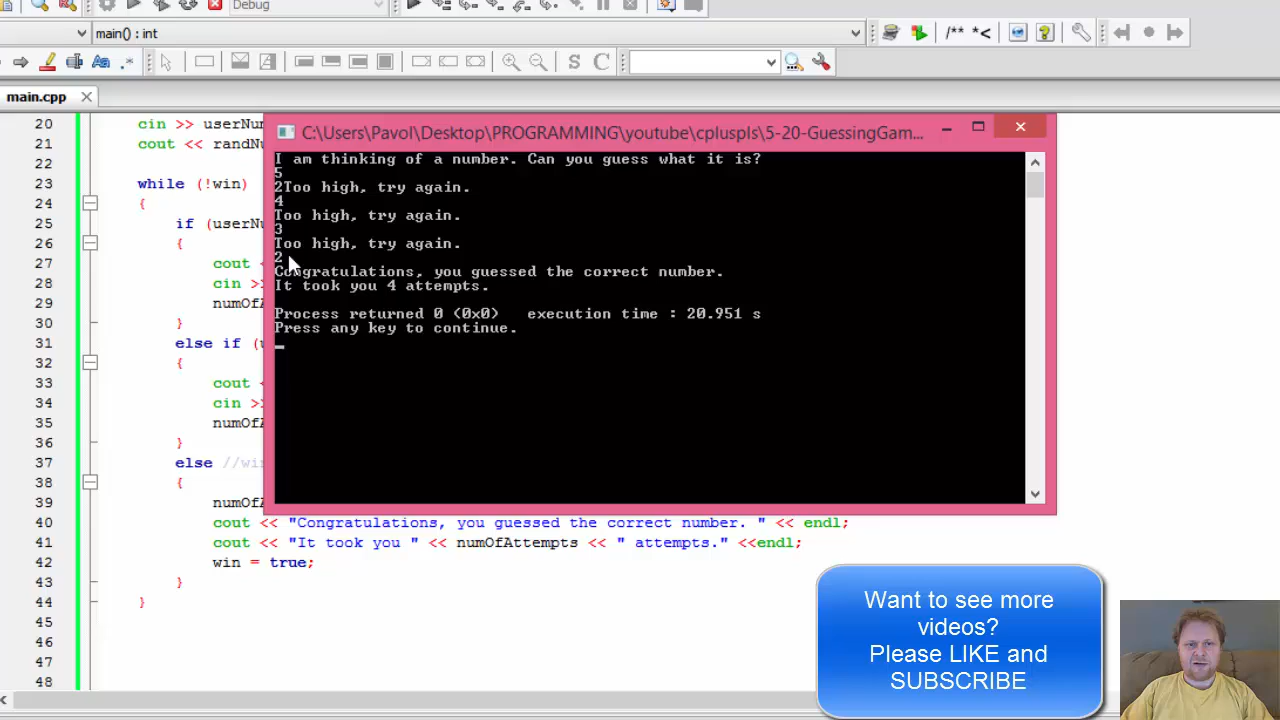 Debug
main() : int
/** *<
S C
main.cpp
C:\Users\Pavol\Desktop\PROGRAMMING\youtube\cpluspls\5-20-GuessingGam...
I am thinking of a number. Can you guess what it is?
5
2Too high, try again.
4
Too high, try again.
3
Too high, try again.
2
Congratulations, you guessed the correct number.
It took you 4 attempts.
Process returned 0 (0x0) execution time : 20.951 s
Press any key to continue.
20 cin >> userNu
21 cout << randNu
22
23 while (!win)
24 {
25 if (userNu
26 {
27 cout <
28 cin >
29 numOfA
30 }
31 else if (
32 {
33 cout <
34 cin >
35 numOfA
36 }
37 else //wi
38 {
39 numOfA
40 cout << "Congratulations, you guessed the correct number. " << endl;
41 cout << "It took you " << numOfAttempts << " attempts." <<endl;
42 win = true;
43 }
44 }
45
46
47
48
Want to see more
videos?
Please LIKE and
SUBSCRIBE